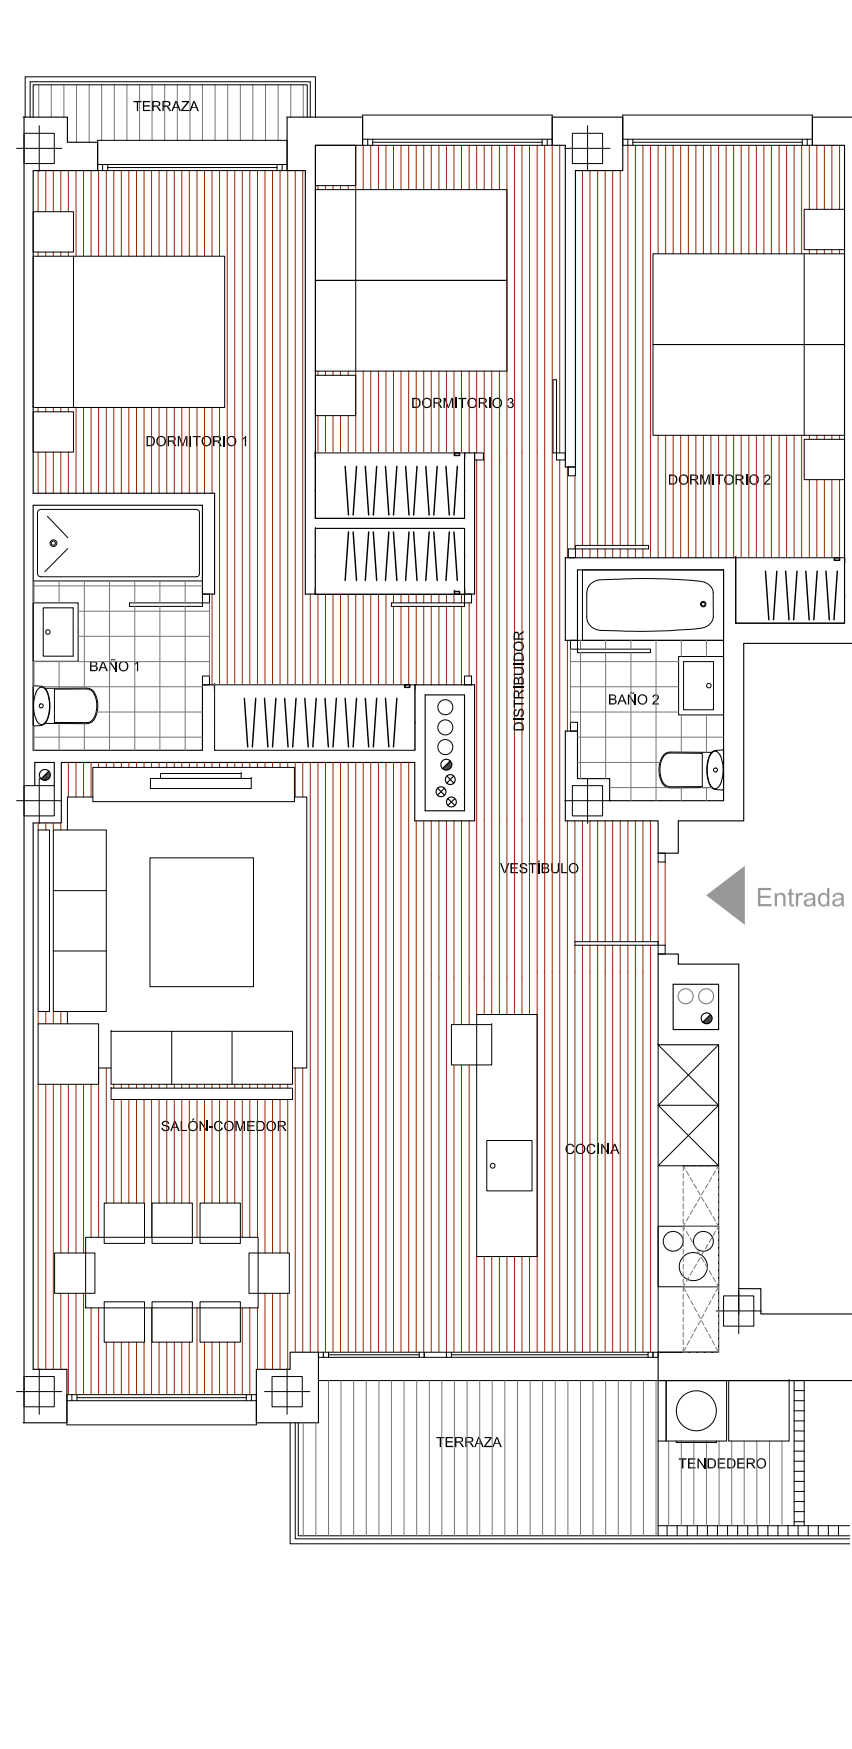 TERRAZA
DORMITORIO 3
DORMITORIO 1
DORMITORIO 2
BAÑO 1
DISTRIBUIDOR
BAÑO 2
VESTÍBULO
Entrada
SALÓN-COMEDOR
COCINA
TERRAZA
TENDEDERO